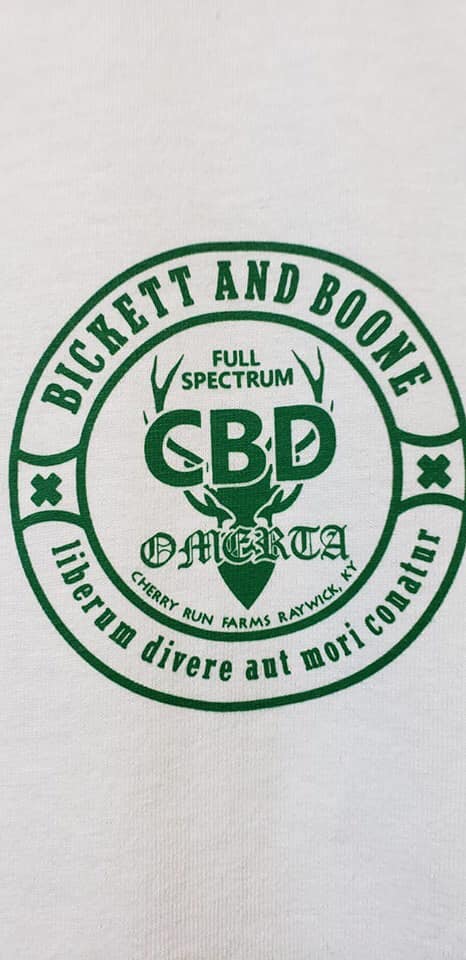 BICKETT AND BOONE
FULL
SPECTRUM
CBD
OMERTA
CHERRY RUN FARMS RAYWICK, KY
liberum divere aut mori conatur